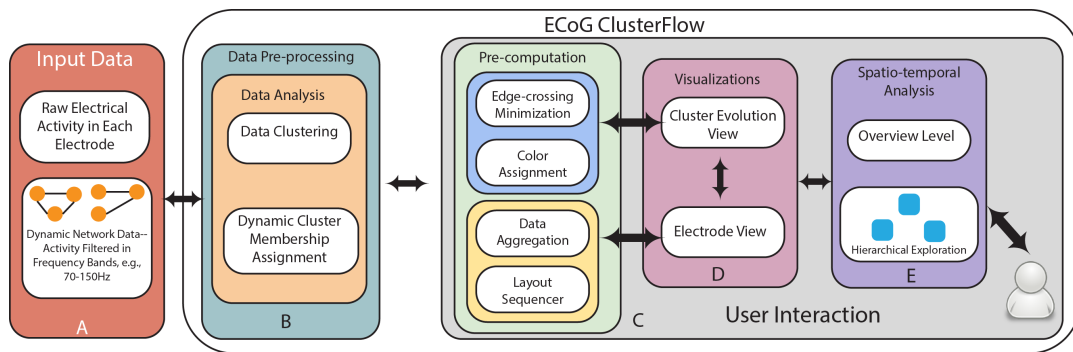 ECoG ClusterFlow
Input Data
Raw Electrical
Activity in Each
Electrode
Dynamic Network Data--
Activity Filtered in
Frequency Bands, e.g.,
70-150Hz
A
Data Pre-processing
Data Analysis
Data Clustering
Dynamic Cluster
Membership
Assignment
B
Pre-computation
Edge-crossing
Minimization
Color
Assignment
Data
Aggregation
Layout
Sequencer
C
Visualizations
Cluster Evolution
View
Electrode View
D
Spatio-temporal
Analysis
Overview Level
Hierarchical Exploration
E
User Interaction